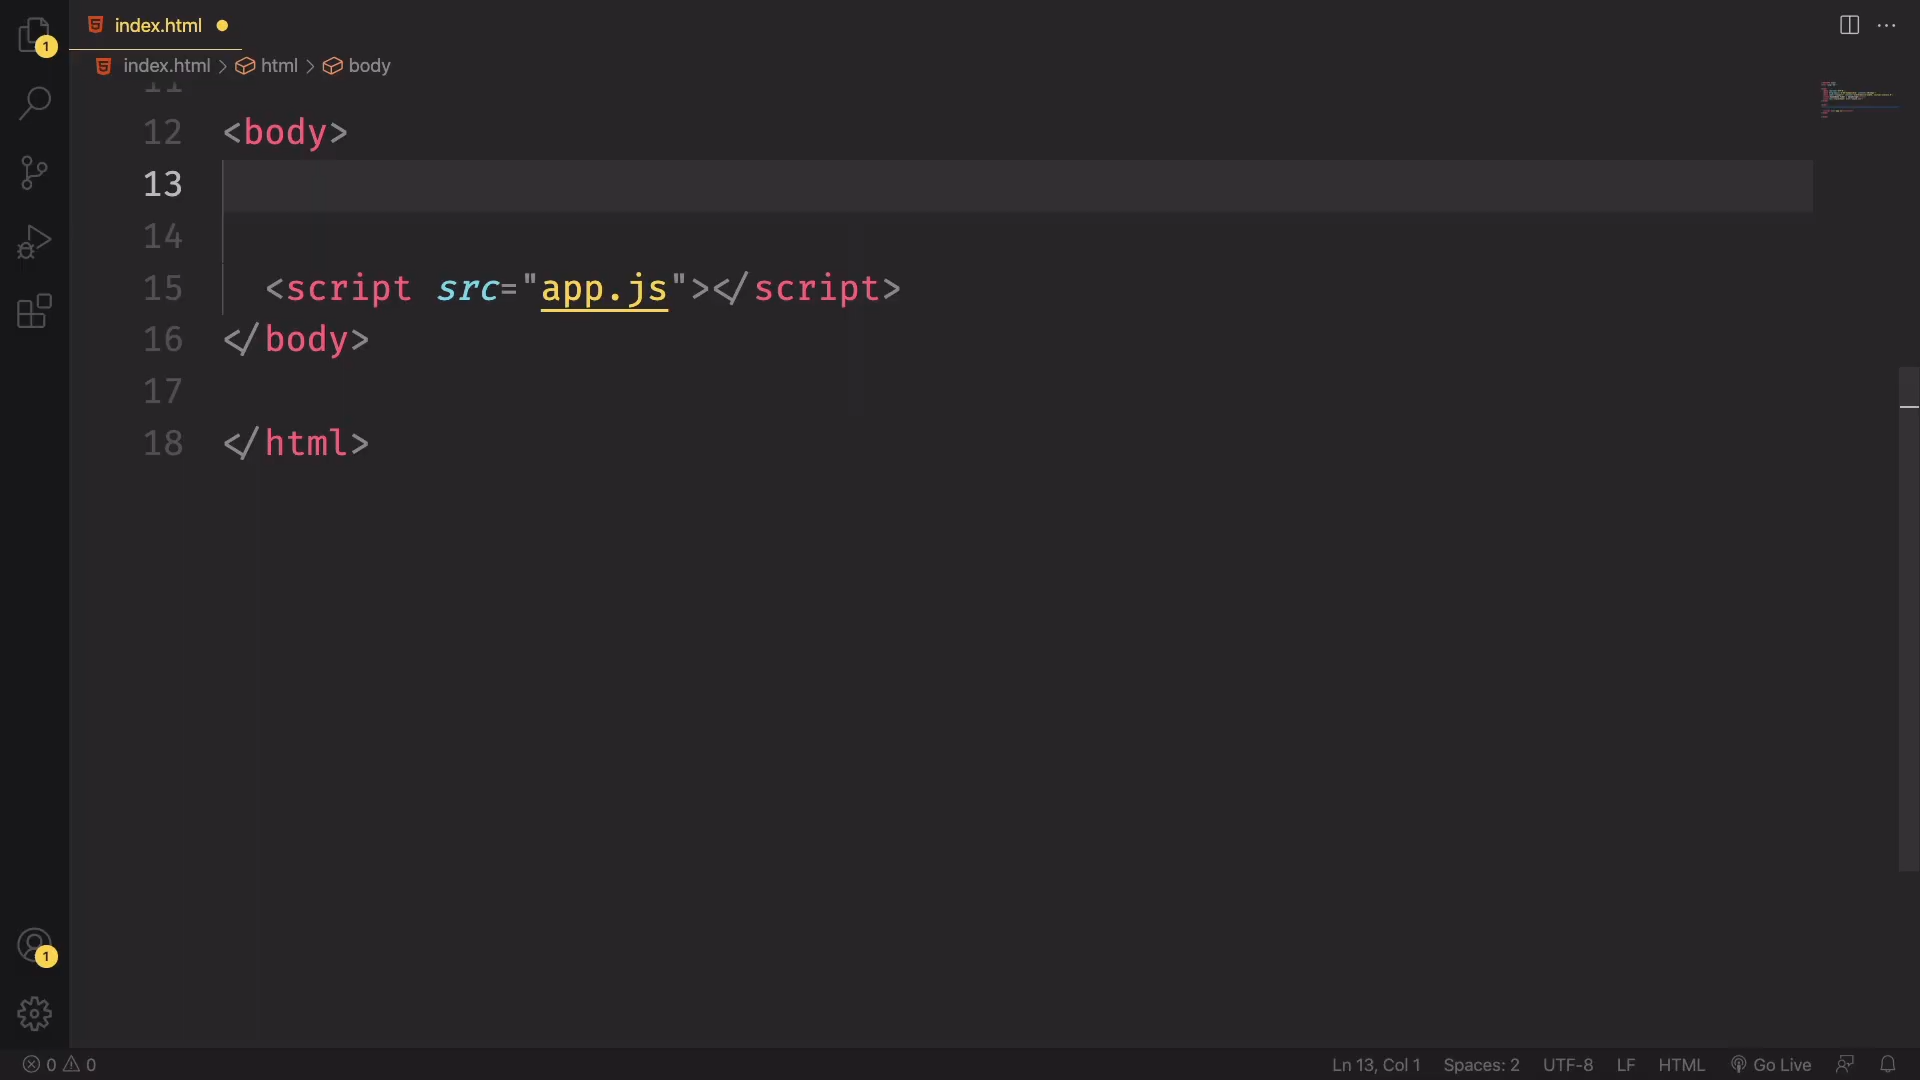 1
index.html
index.html > html > body
11
12 <body>
13
14
15 <script src="app.js"></script>
16 </body>
17
18 </html>
1
0 0
Ln 13, Col 1 Spaces: 2 UTF-8 LF HTML Go Live